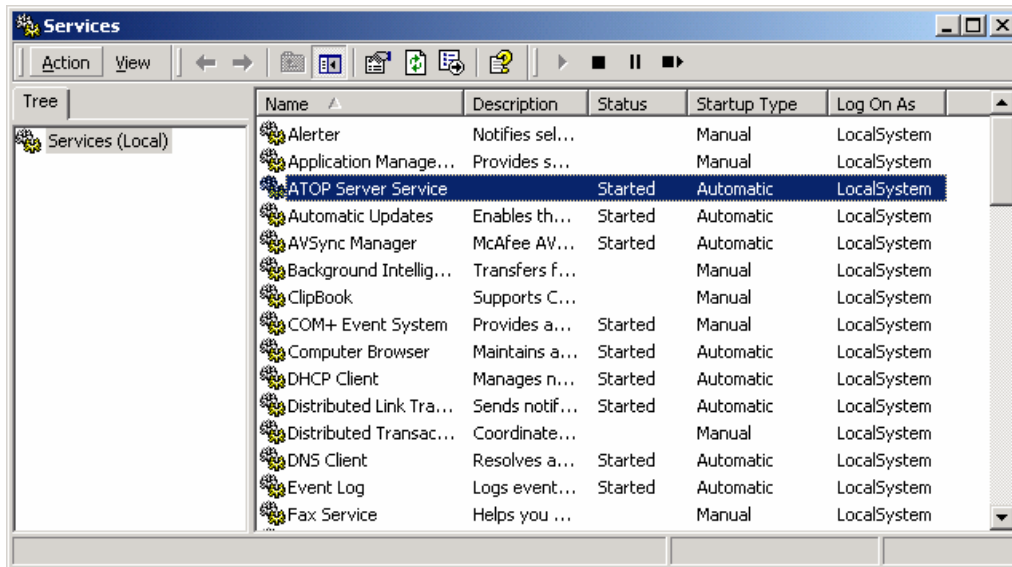 Services
Action View
Tree
Name Description Status Startup Type Log On As
Services (Local)
Alerter Notifies sel... Manual LocalSystem
Application Manage... Provides s... Manual LocalSystem
ATOP Server Service Started Automatic LocalSystem
Automatic Updates Enables th... Started Automatic LocalSystem
AVSync Manager McAfee AV... Started Automatic LocalSystem
Background Intellig... Transfers f... Manual LocalSystem
ClipBook Supports C... Manual LocalSystem
COM+ Event System Provides a... Started Manual LocalSystem
Computer Browser Maintains a... Started Automatic LocalSystem
DHCP Client Manages n... Started Automatic LocalSystem
Distributed Link Tra... Sends notif... Started Automatic LocalSystem
Distributed Transac... Coordinate... Manual LocalSystem
DNS Client Resolves a... Started Automatic LocalSystem
Event Log Logs event... Started Automatic LocalSystem
Fax Service Helps you ... Manual LocalSystem